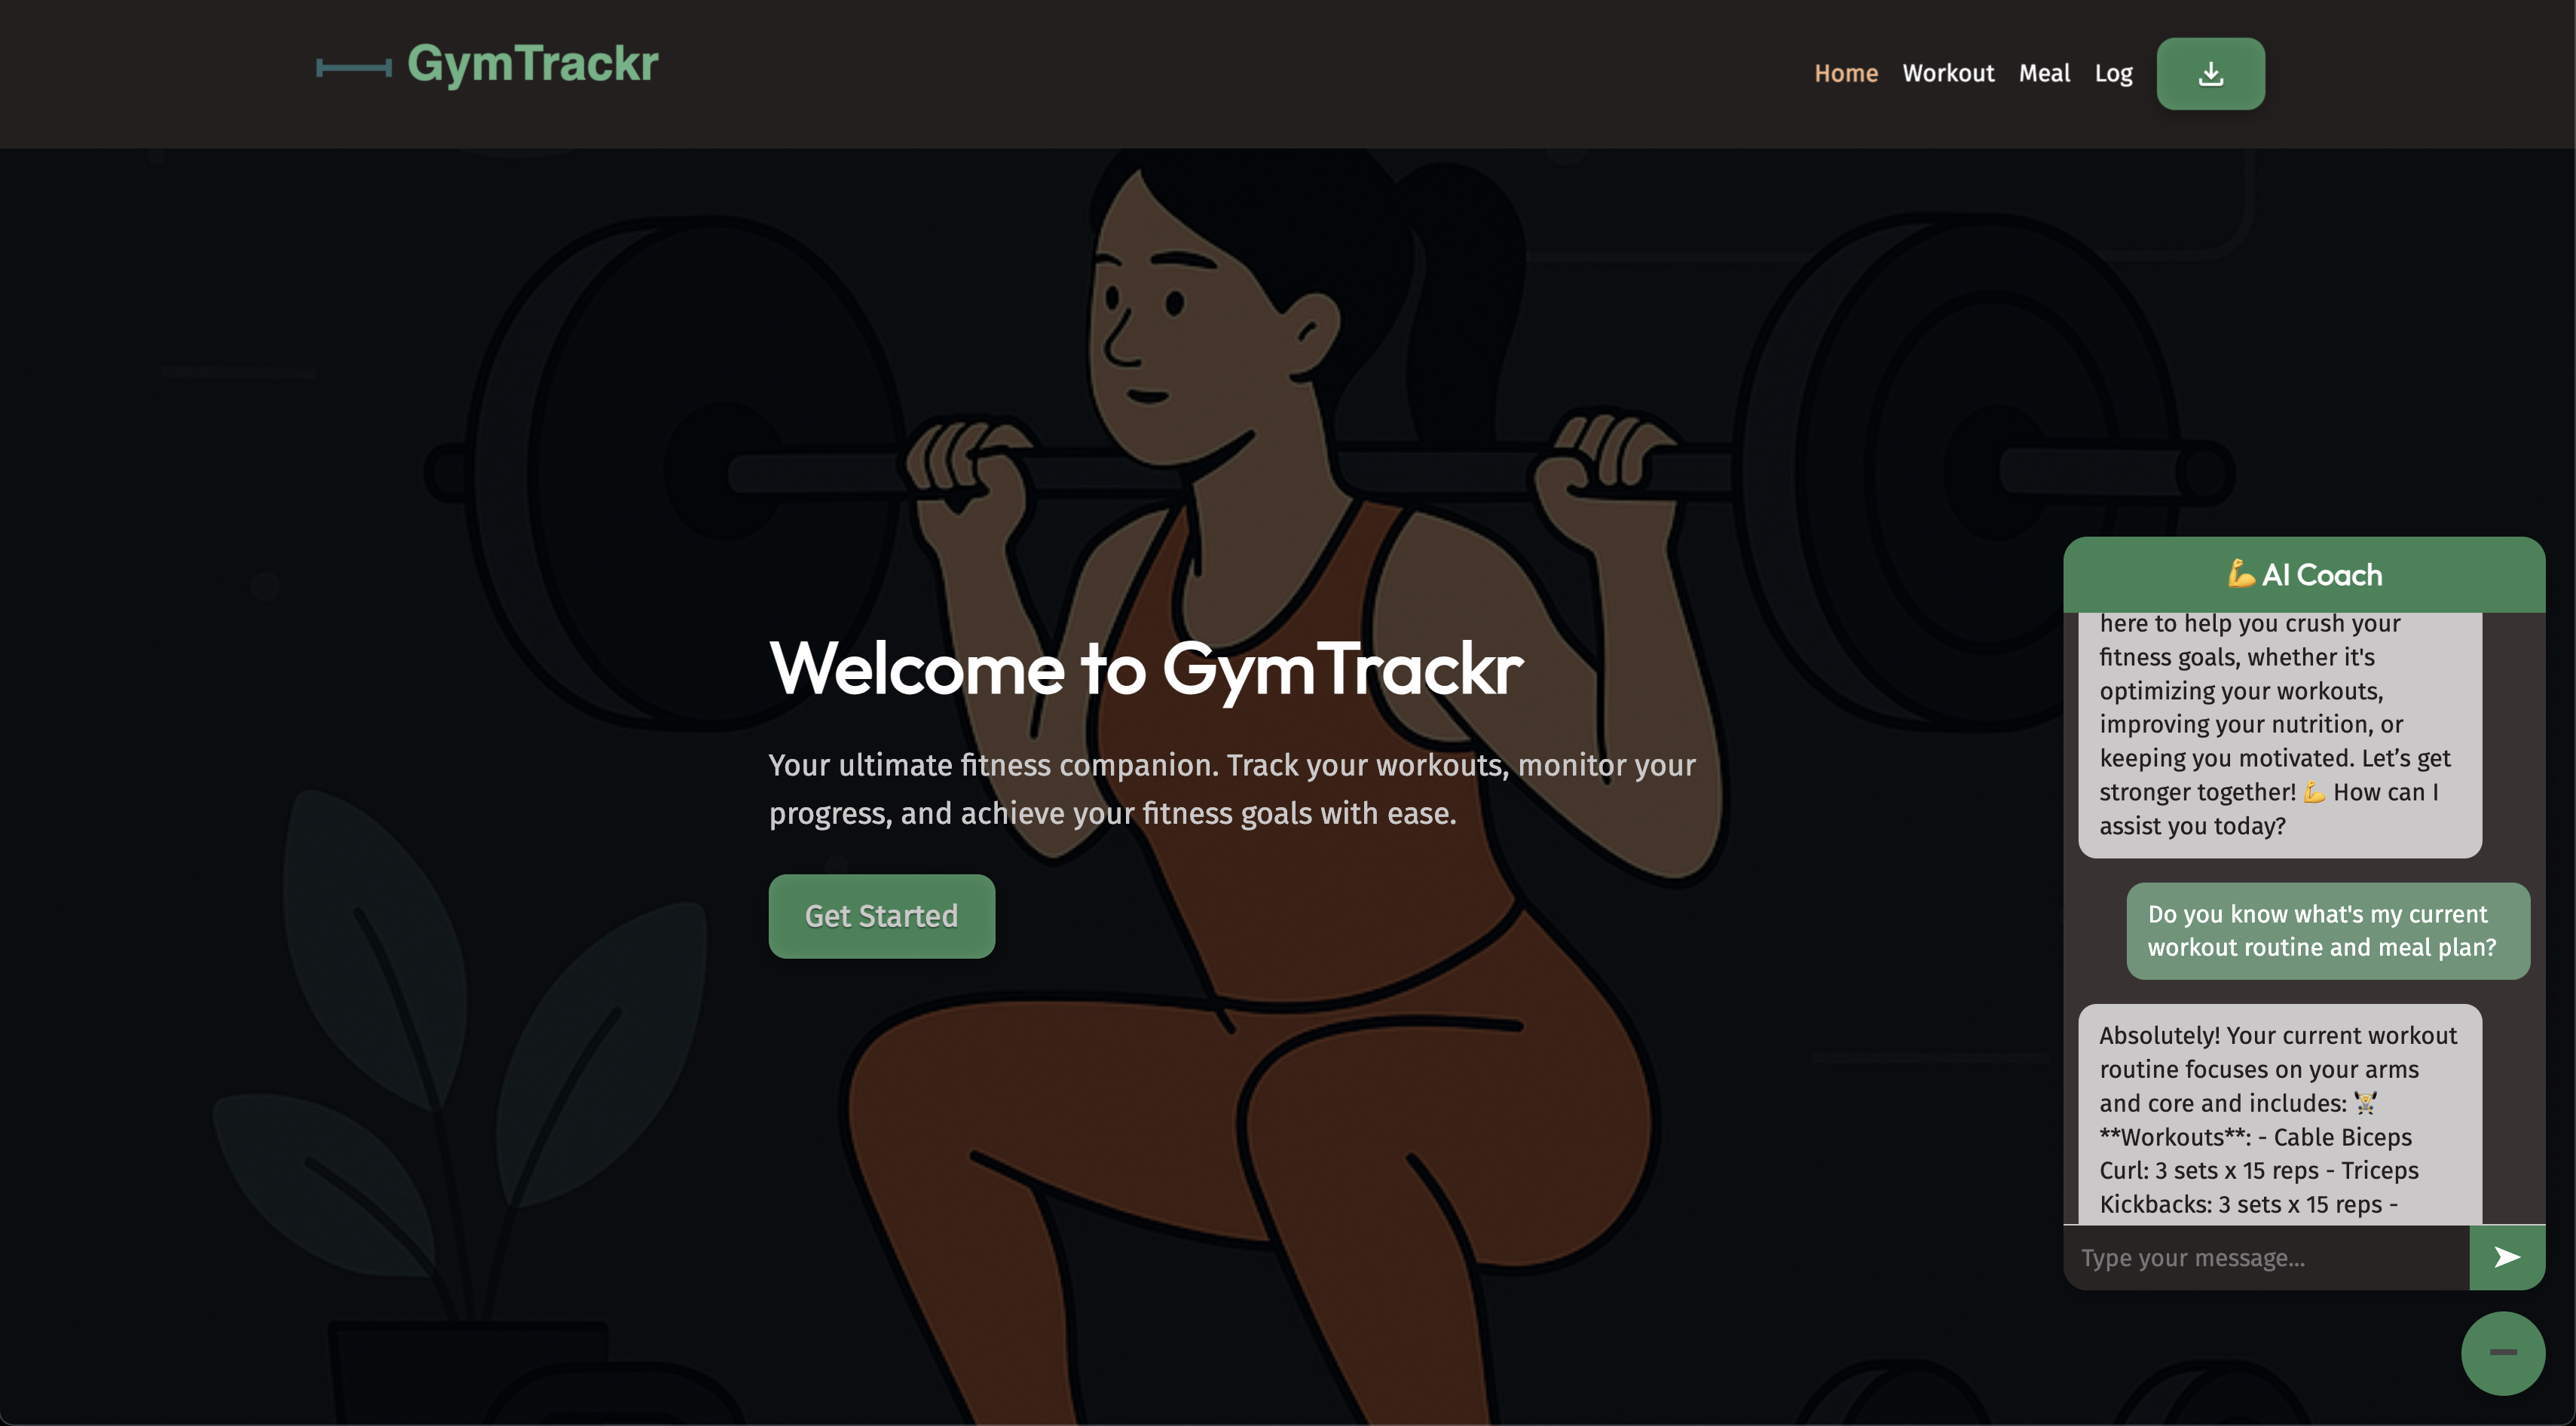 GymTrackr
Home Workout Meal Log
Welcome to GymTrackr
Your ultimate fitness companion. Track your workouts, monitor your
progress, and achieve your fitness goals with ease.
Get Started
💪 AI Coach
here to help you crush your
fitness goals, whether it's
optimizing your workouts,
improving your nutrition, or
keeping you motivated. Let’s get
stronger together! 💪 How can I
assist you today?
Do you know what's my current
workout routine and meal plan?
Absolutely! Your current workout
routine focuses on your arms
and core and includes: 🏋
**Workouts**: - Cable Biceps
Curl: 3 sets x 15 reps - Triceps
Kickbacks: 3 sets x 15 reps -
Type your message...